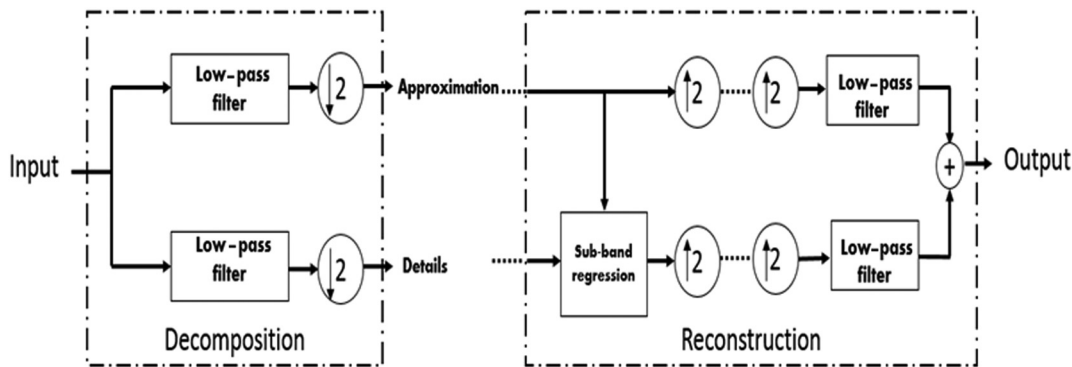 Input
Low-pass
filter
↓2
Approximation
Low-pass
filter
↓2
Details
Decomposition
↑2
↑2
Low-pass
filter
Sub-band
regression
↑2
↑2
Low-pass
filter
+
Output
Reconstruction